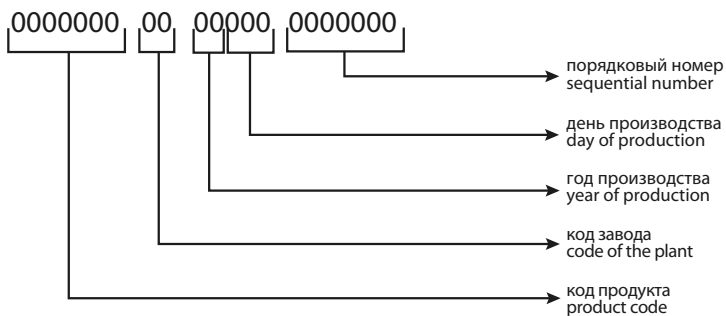 0000000 00 00000 0000000
порядковый номер
sequential number
день производства
day of production
год производства
year of production
код завода
code of the plant
код продукта
product code